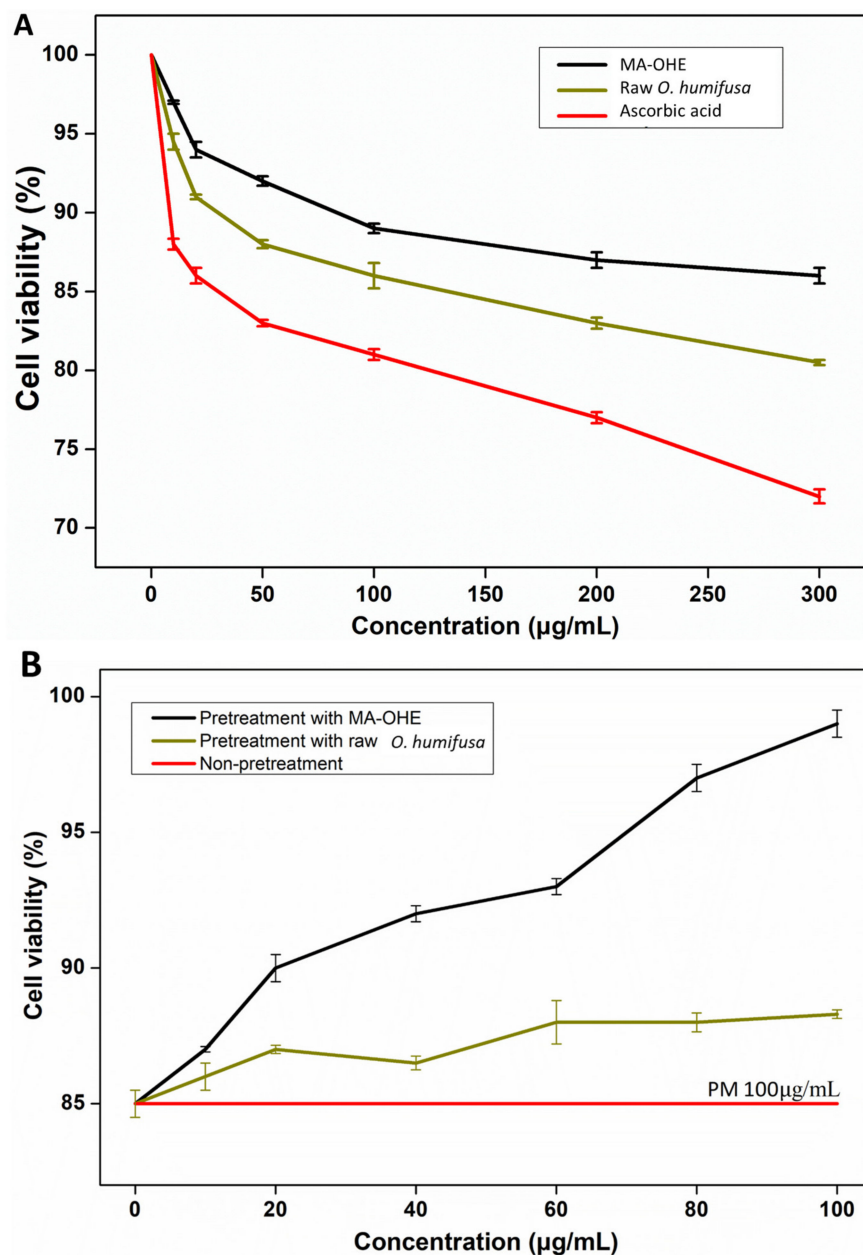 A
100
95
90
85
80
75
70
Cell viability (%)
MA-OHE
Raw O. humifusa
Ascorbic acid
0 50 100 150 200 250 300
Concentration (µg/mL)
B
100
95
90
85
Cell viability (%)
Pretreatment with MA-OHE
Pretreatment with raw O. humifusa
Non-pretreatment
PM 100µg/mL
0 20 40 60 80 100
Concentration (µg/mL)